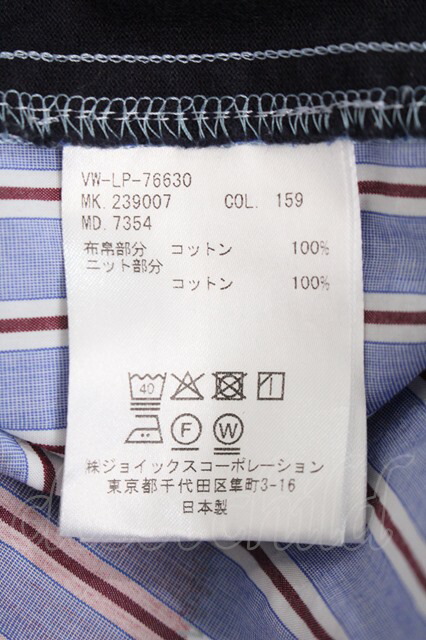 VW-LP-76630
MK. 239007 COL. 159
MD. 7354
布帛部分 コットン 100%
ニット部分
コットン 100%
40
F W
㈱ジョイックスコーポレーション
東京都千代田区隼町3-16
日本製